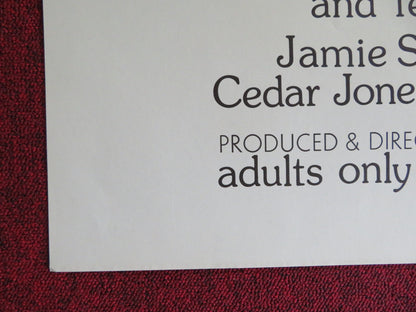 and
Jamie S
Cedar Jone
PRODUCED & DIREC
adults only